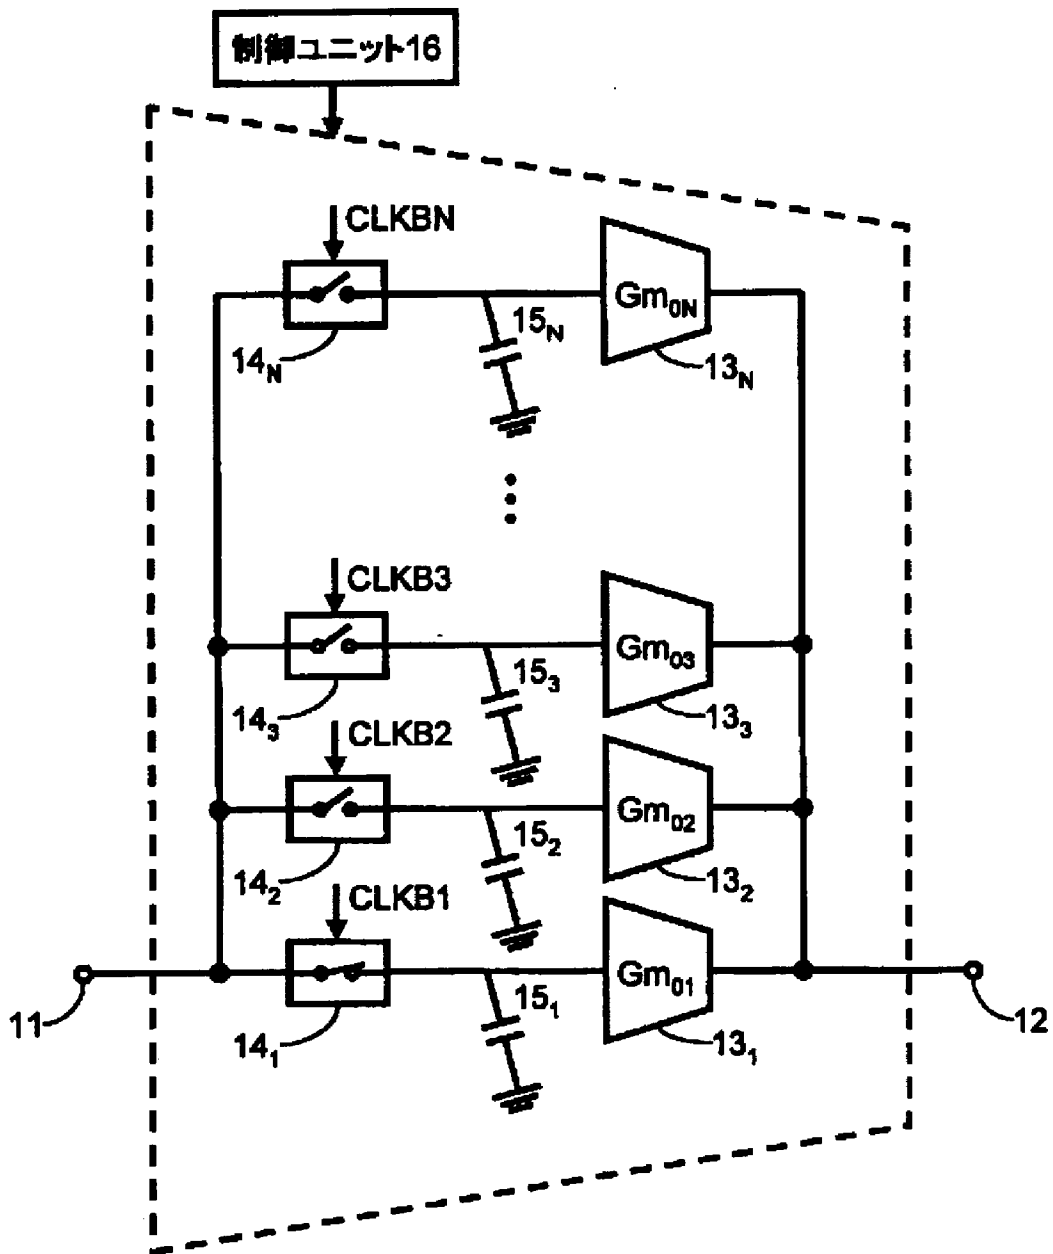 制御ユニット16
CLKBN
Gm0N
15N
14N
13N
CLKB3
Gm03
153
143
133
CLKB2
Gm02
152
142
132
CLKB1
Gm01
151
11
12
141
131